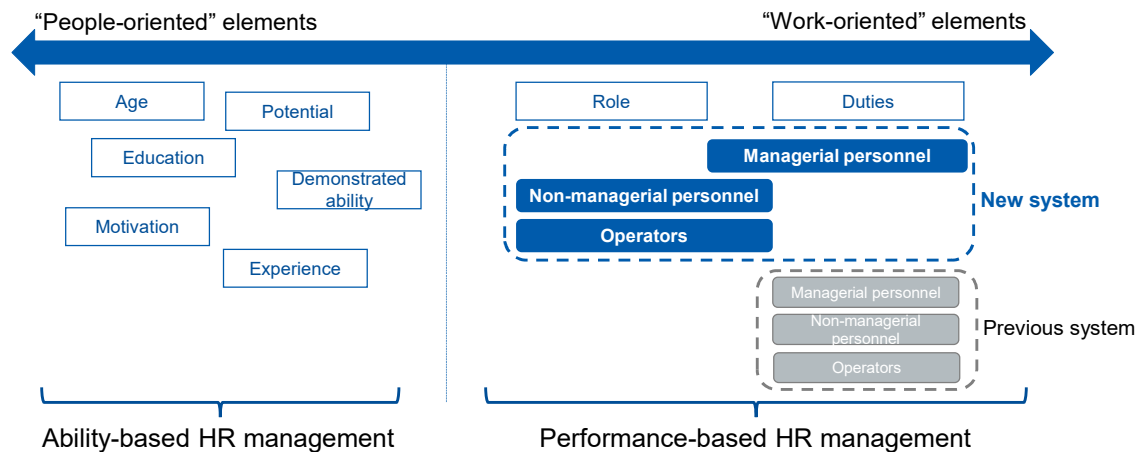 “People-oriented” elements
“Work-oriented” elements
Age
Potential
Education
Demonstrated
ability
Motivation
Experience
Role
Duties
Managerial personnel
Non-managerial personnel
Operators
New system
Managerial personnel
Non-managerial
personnel
Operators
Previous system
Ability-based HR management
Performance-based HR management